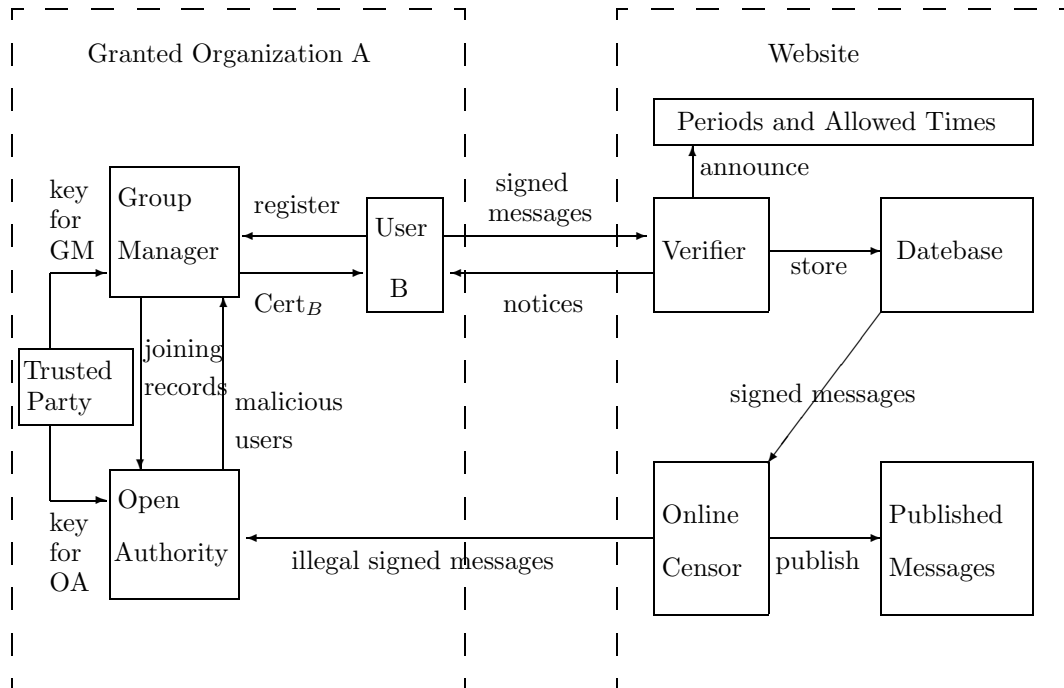 Granted Organization A
Website
Periods and Allowed Times
announce
key
for
GM
Group
Manager
register
Cert_B
User
B
signed
messages
notices
Verifier
store
Datebase
Trusted
Party
joining
records
malicious
users
signed messages
key
for
OA
Open
Authority
illegal signed messages
Online
Censor
publish
Published
Messages